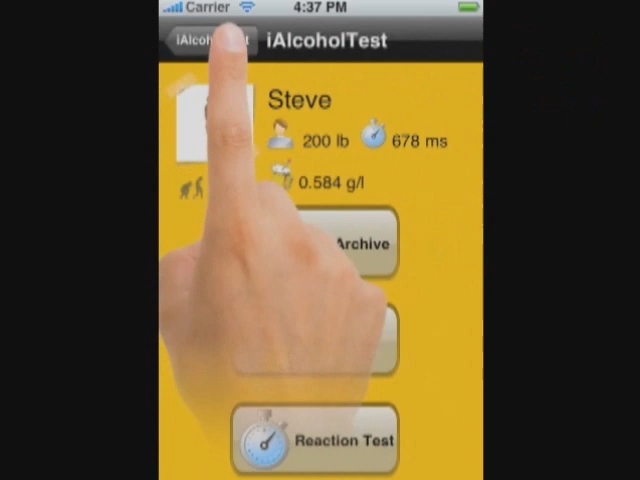 Carrier 4:37 PM
iAlcoholTest
Steve
200 lb 678 ms
0.584 g/l
Archive
Reaction Test